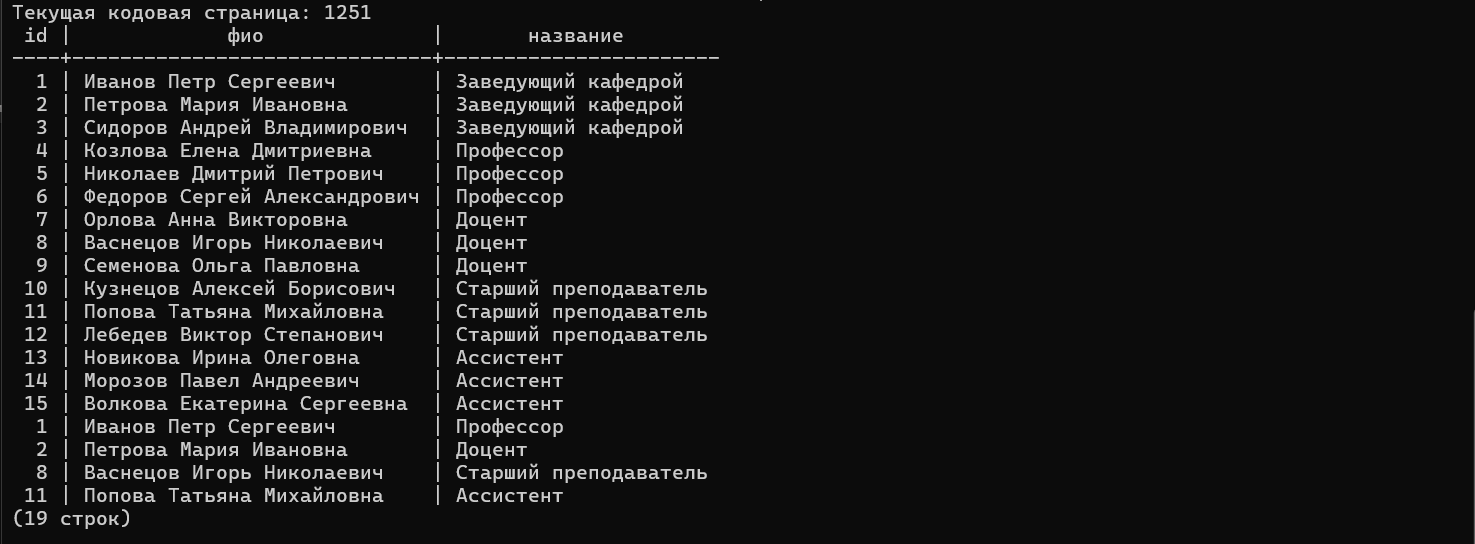 Текущая кодовая страница: 1251
 id |             фио              |       название
----+------------------------------+-----------------------
  1 | Иванов Петр Сергеевич        | Заведующий кафедрой
  2 | Петрова Мария Ивановна       | Заведующий кафедрой
  3 | Сидоров Андрей Владимирович  | Заведующий кафедрой
  4 | Козлова Елена Дмитриевна     | Профессор
  5 | Николаев Дмитрий Петрович    | Профессор
  6 | Федоров Сергей Александрович | Профессор
  7 | Орлова Анна Викторовна       | Доцент
  8 | Васнецов Игорь Николаевич    | Доцент
  9 | Семенова Ольга Павловна      | Доцент
 10 | Кузнецов Алексей Борисович   | Старший преподаватель
 11 | Попова Татьяна Михайловна    | Старший преподаватель
 12 | Лебедев Виктор Степанович    | Старший преподаватель
 13 | Новикова Ирина Олеговна      | Ассистент
 14 | Морозов Павел Андреевич      | Ассистент
 15 | Волкова Екатерина Сергеевна  | Ассистент
  1 | Иванов Петр Сергеевич        | Профессор
  2 | Петрова Мария Ивановна       | Доцент
  8 | Васнецов Игорь Николаевич    | Старший преподаватель
 11 | Попова Татьяна Михайловна    | Ассистент
(19 строк)